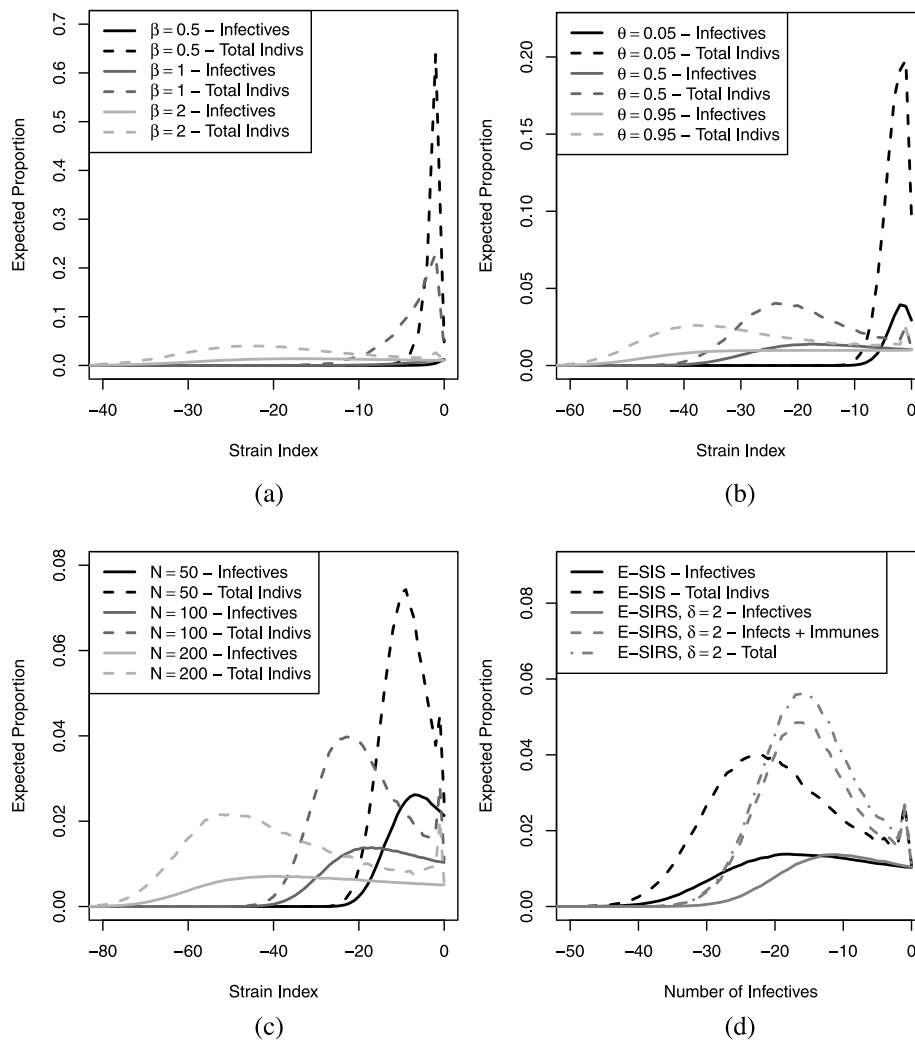 β = 0.5 − Infectives
β = 0.5 − Total Indivs
β = 1 − Infectives
β = 1 − Total Indivs
β = 2 − Infectives
β = 2 − Total Indivs
Expected Proportion
0.0 0.1 0.2 0.3 0.4 0.5 0.6 0.7
−40 −30 −20 −10 0
Strain Index
(a)
θ = 0.05 − Infectives
θ = 0.05 − Total Indivs
θ = 0.5 − Infectives
θ = 0.5 − Total Indivs
θ = 0.95 − Infectives
θ = 0.95 − Total Indivs
Expected Proportion
0.00 0.05 0.10 0.15 0.20
−60 −50 −40 −30 −20 −10 0
Strain Index
(b)
N = 50 − Infectives
N = 50 − Total Indivs
N = 100 − Infectives
N = 100 − Total Indivs
N = 200 − Infectives
N = 200 − Total Indivs
Expected Proportion
0.00 0.02 0.04 0.06 0.08
−80 −60 −40 −20 0
Strain Index
(c)
E−SIS − Infectives
E−SIS − Total Indivs
E−SIRS, δ = 2 − Infectives
E−SIRS, δ = 2 − Infects + Immunes
E−SIRS, δ = 2 − Total
Expected Proportion
0.00 0.02 0.04 0.06 0.08
−50 −40 −30 −20 −10 0
Number of Infectives
(d)